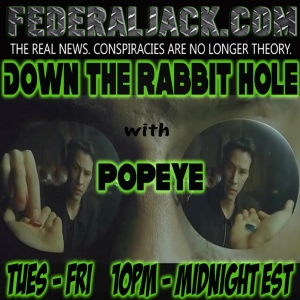 FEDERALJACK.COM
THE REAL NEWS. CONSPIRACIES ARE NO LONGER THEORY.
DOWN THE RABBIT HOLE
with
POPEYE
TUES - FRI 10PM - MIDNIGHT EST